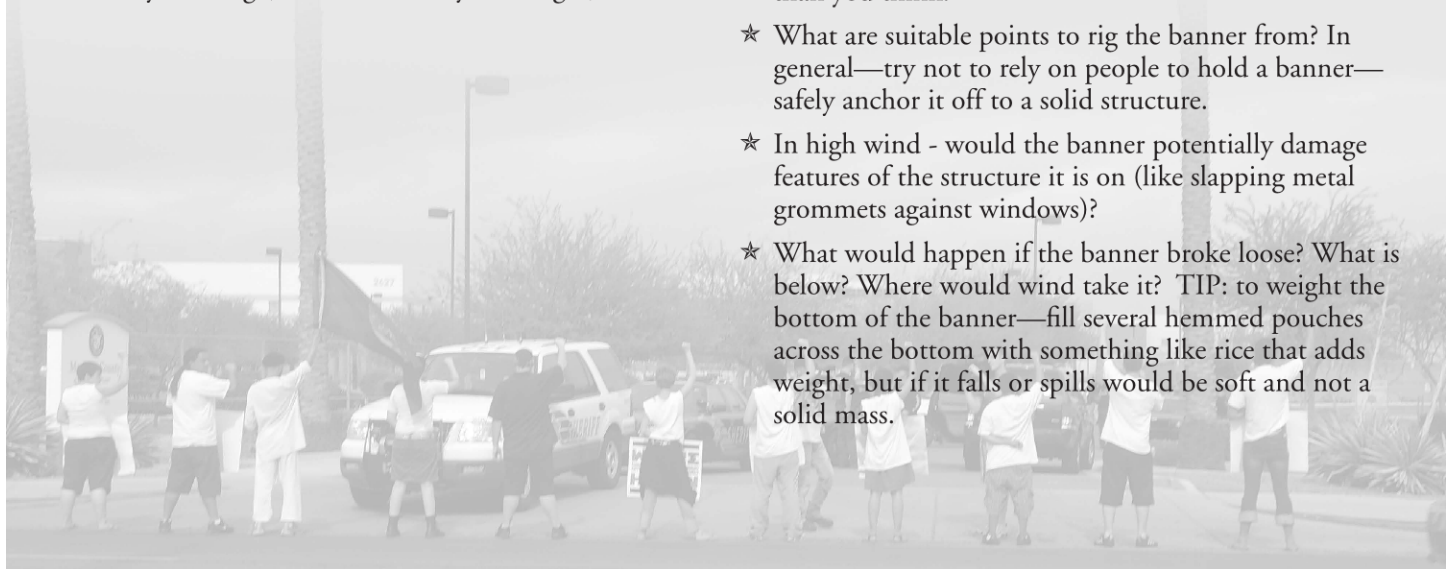 What are suitable points to rig the banner from? In
general—try not to rely on people to hold a banner—
safely anchor it off to a solid structure.
In high wind - would the banner potentially damage
features of the structure it is on (like slapping metal
grommets against windows)?
What would happen if the banner broke loose? What is
below? Where would wind take it? TIP: to weight the
bottom of the banner—fill several hemmed pouches
across the bottom with something like rice that adds
weight, but if it falls or spills would be soft and not a
solid mass.
SHERIFF